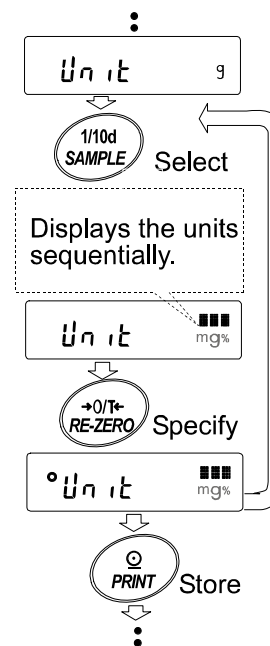 Unit g
1/10d
SAMPLE Select
Displays the units
sequentially.
Unit mg%
→0/T←
RE-ZERO Specify
°Unit mg%
PRINT Store